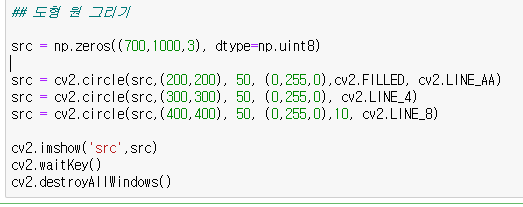 ## 도형 원 그리기
src = np.zeros((700,1000,3), dtype=np.uint8)
src = cv2.circle(src,(200,200), 50, (0,255,0),cv2.FILLED, cv2.LINE_AA)
src = cv2.circle(src,(300,300), 50, (0,255,0), cv2.LINE_4)
src = cv2.circle(src,(400,400), 50, (0,255,0),10, cv2.LINE_8)
cv2.imshow('src',src)
cv2.waitKey()
cv2.destroyAllWindows()